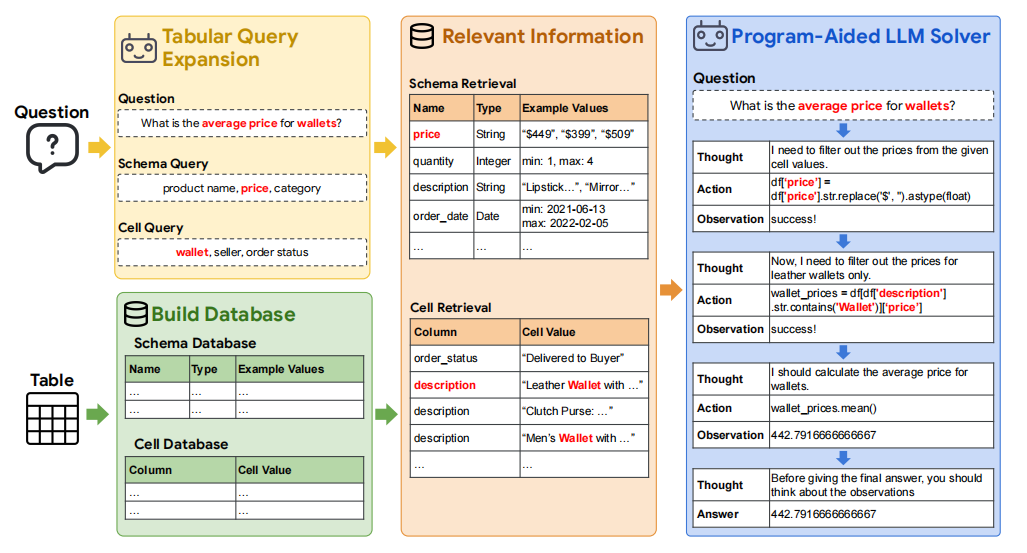 Question
?
Table
Tabular Query
Expansion
Question
What is the average price for wallets?
Schema Query
product name, price, category
Cell Query
wallet, seller, order status
Build Database
Schema Database
Name Type Example Values
... ... ...
... ... ...
Cell Database
Column Cell Value
... ...
... ...
Relevant Information
Schema Retrieval
Name Type Example Values
price String “$449”, “$399”, “$509”
quantity Integer min: 1, max: 4
description String “Lipstick…”, “Mirror…”
order_date Date min: 2021-06-13
max: 2022-02-05
... ... ...
Cell Retrieval
Column Cell Value
order_status “Delivered to Buyer”
description “Leather Wallet with …”
description “Clutch Purse: …”
description “Men’s Wallet with …”
... ...
Program-Aided LLM Solver
Question
What is the average price for wallets?
Thought I need to filter out the prices from the given
cell values.
Action df['price'] =
df['price'].str.replace('$', '').astype(float)
Observation success!
Thought Now, I need to filter out the prices for
leather wallets only.
Action wallet_prices = df[df['description']
.str.contains('Wallet')]['price']
Observation success!
Thought I should calculate the average price for
wallets.
Action wallet_prices.mean()
Observation 442.7916666666667
Thought Before giving the final answer, you should
think about the observations
Answer 442.7916666666667